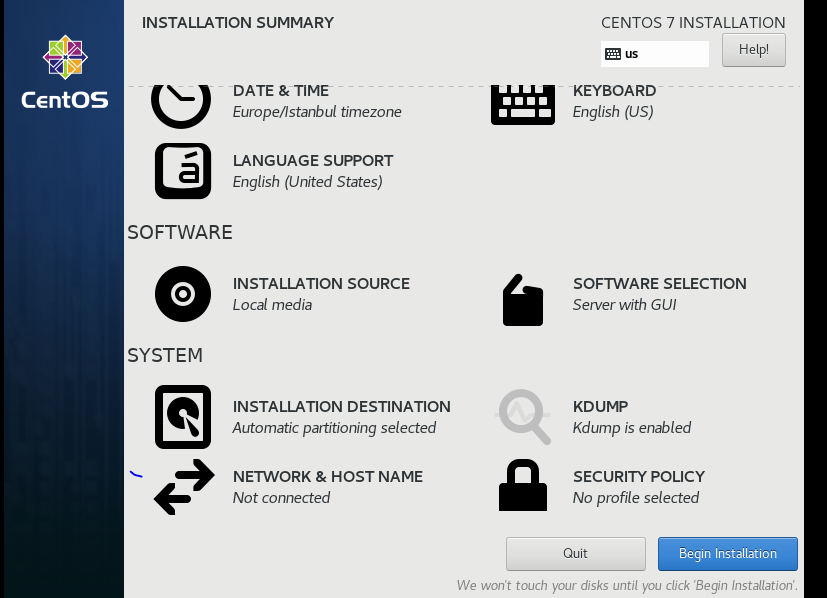 INSTALLATION SUMMARY
CENTOS 7 INSTALLATION
us
Help!
CentOS
DATE & TIME
Europe/Istanbul timezone
KEYBOARD
English (US)
LANGUAGE SUPPORT
English (United States)
SOFTWARE
INSTALLATION SOURCE
Local media
SOFTWARE SELECTION
Server with GUI
SYSTEM
INSTALLATION DESTINATION
Automatic partitioning selected
KDUMP
Kdump is enabled
NETWORK & HOST NAME
Not connected
SECURITY POLICY
No profile selected
Quit
Begin Installation
We won't touch your disks until you click 'Begin Installation'.